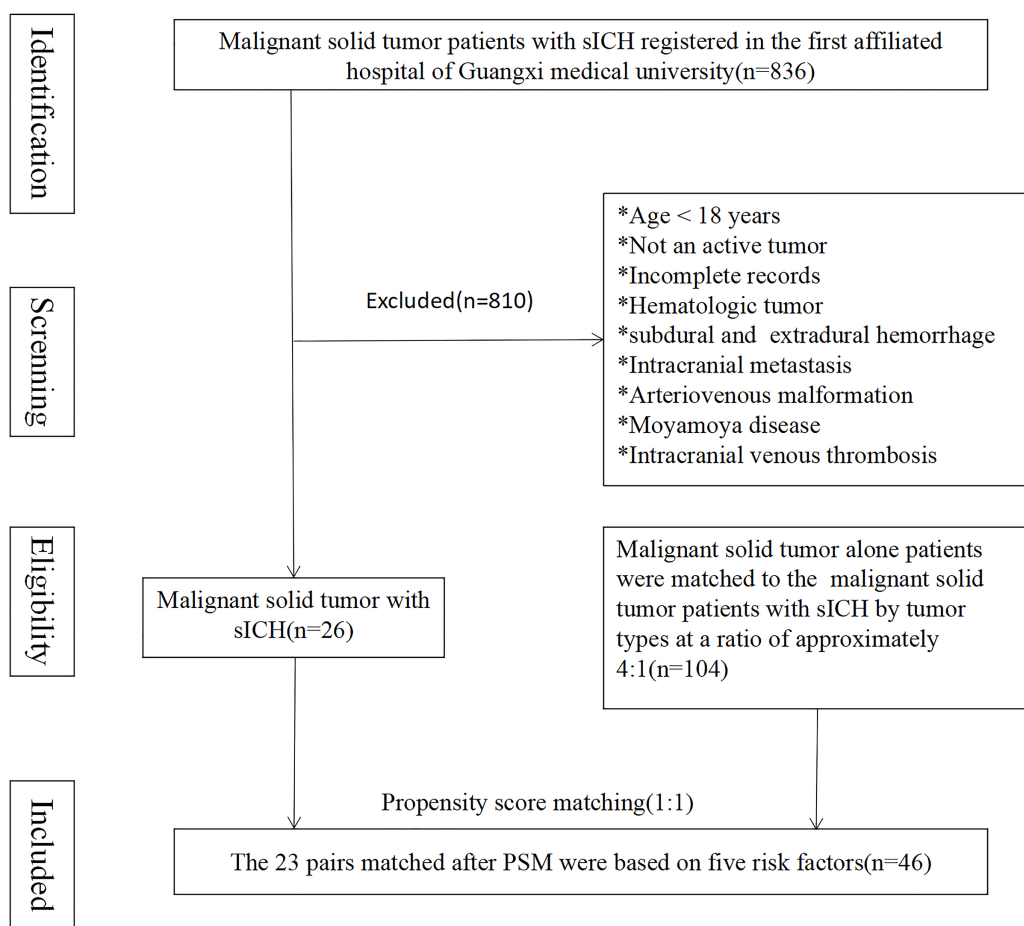 Identification
Malignant solid tumor patients with sICH registered in the first affiliated
hospital of Guangxi medical university(n=836)
Screnning
Excluded(n=810)
*Age < 18 years
*Not an active tumor
*Incomplete records
*Hematologic tumor
*subdural and extradural hemorrhage
*Intracranial metastasis
*Arteriovenous malformation
*Moyamoya disease
*Intracranial venous thrombosis
Eligibility
Malignant solid tumor with
sICH(n=26)
Malignant solid tumor alone patients
were matched to the malignant solid
tumor patients with sICH by tumor
types at a ratio of approximately
4:1(n=104)
Included
Propensity score matching(1:1)
The 23 pairs matched after PSM were based on five risk factors(n=46)